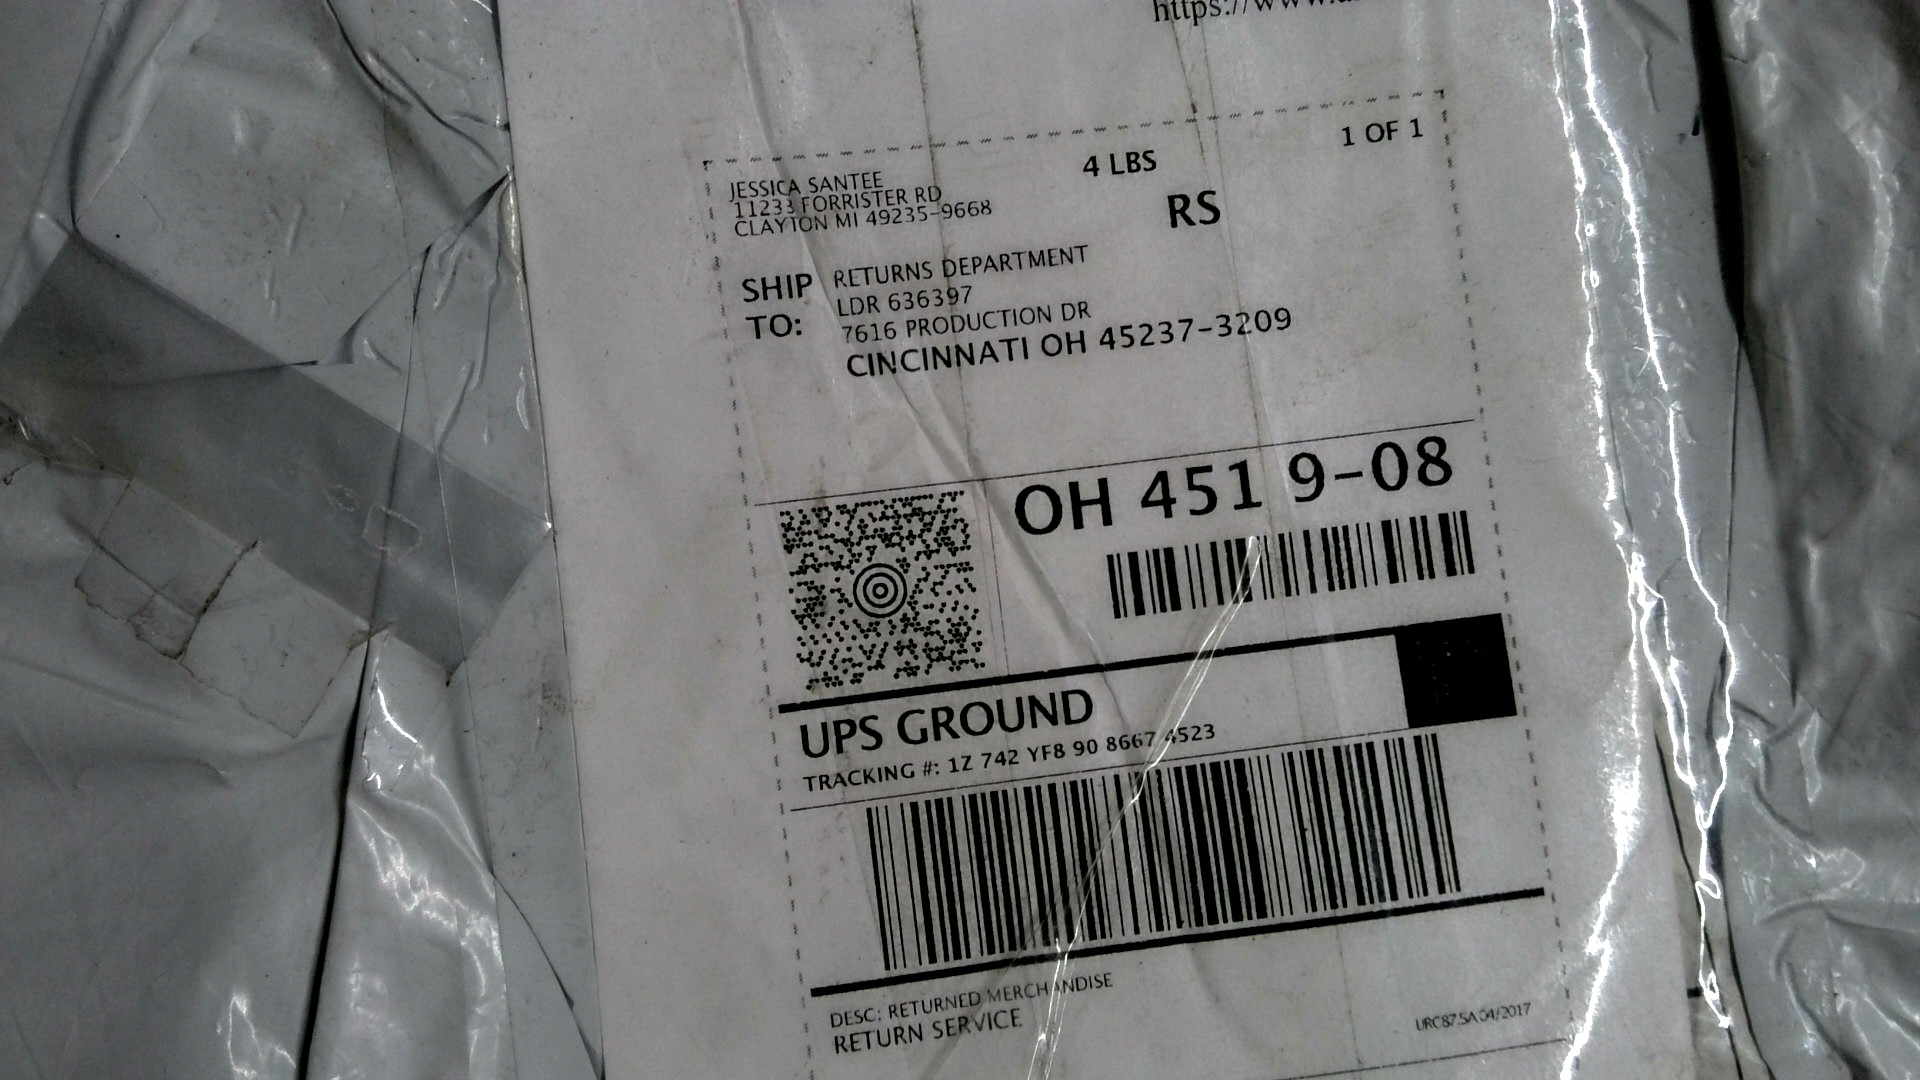 https://www.
1 OF 1
4 LBS
RS
JESSICA SANTEE
11233 FORRISTER RD
CLAYTON MI 49235-9668
SHIP TO:
RETURNS DEPARTMENT
LDR 636397
7616 PRODUCTION DR
CINCINNATI OH 45237-3209
OH 451 9-08
UPS GROUND
TRACKING #: 1Z 742 YF8 90 8667 4523
DESC: RETURNED MERCHANDISE
RETURN SERVICE
URC87.5A 04/2017